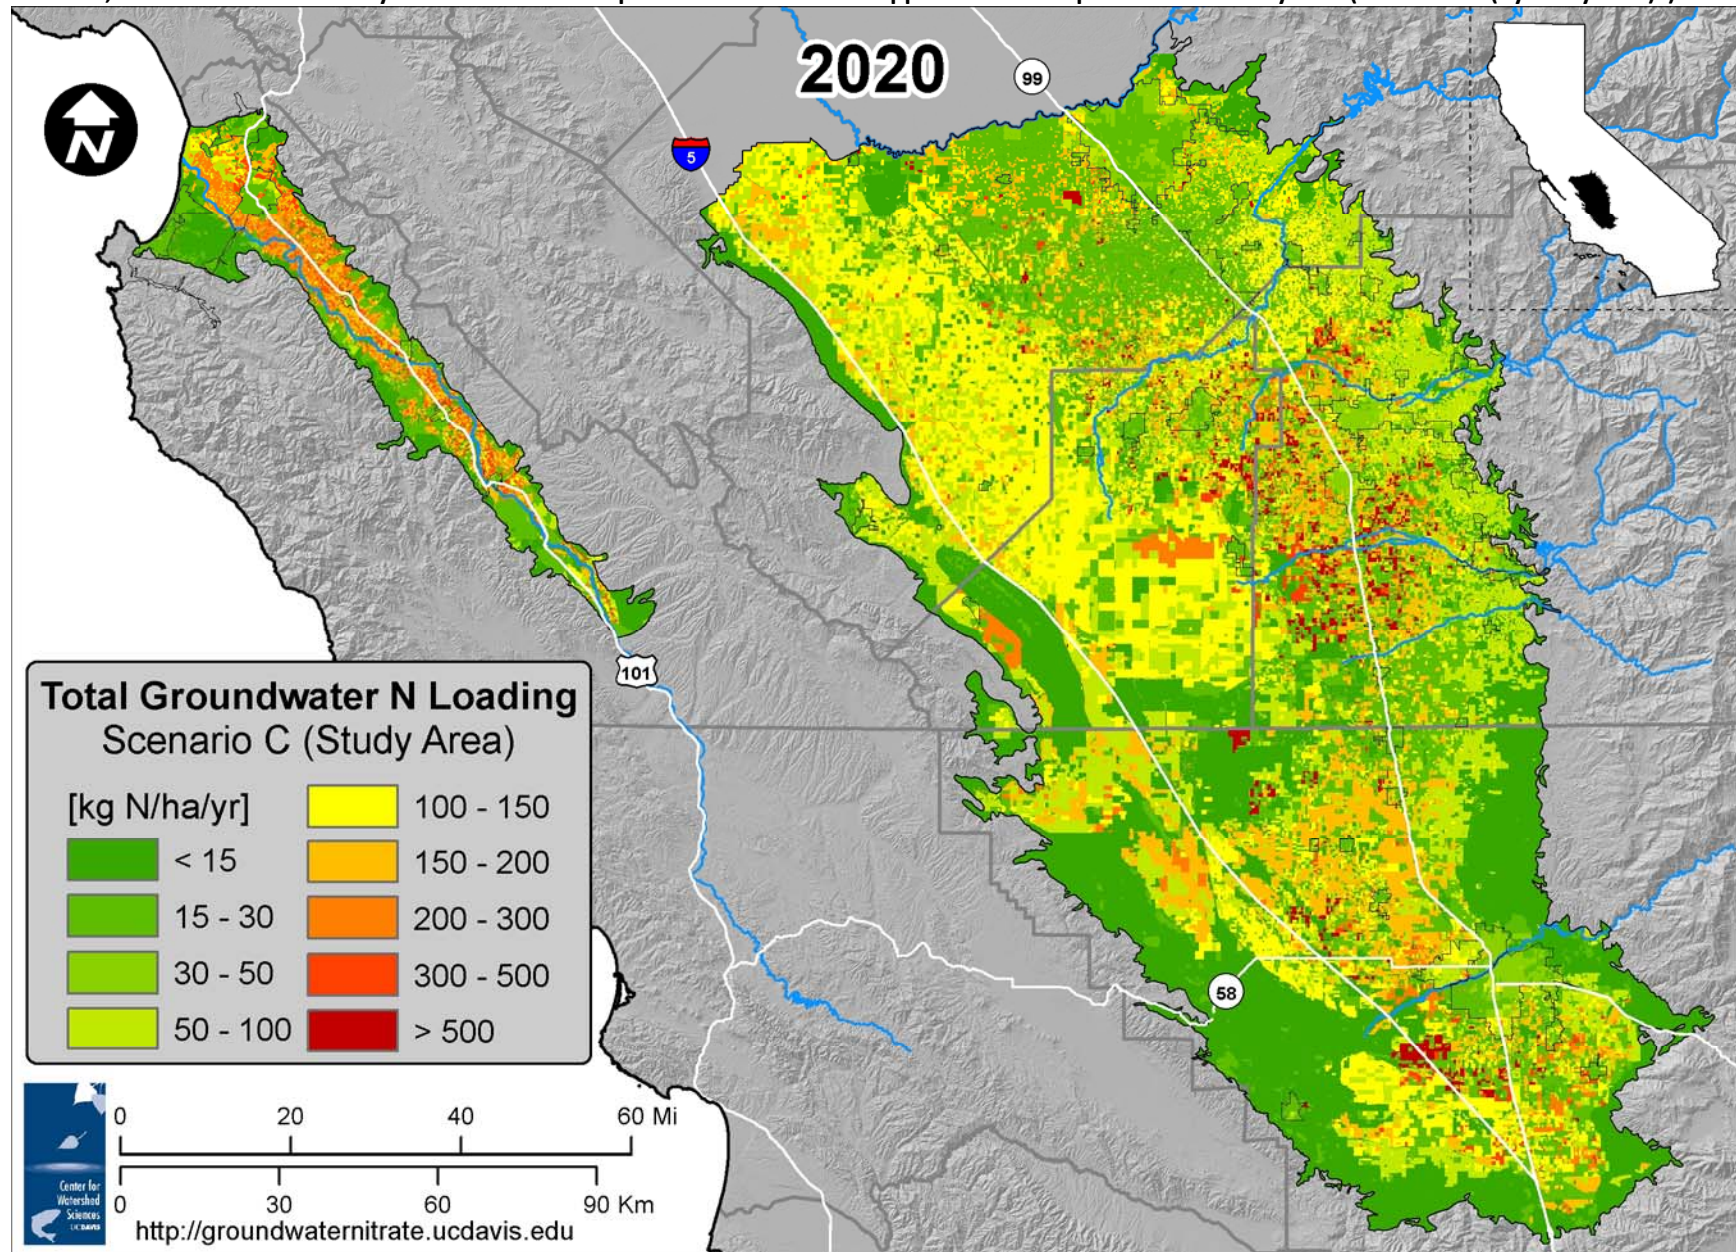 2020
99
5
N
101
Total Groundwater N Loading
Scenario C (Study Area)
[kg N/ha/yr]
< 15
15 - 30
30 - 50
50 - 100
100 - 150
150 - 200
200 - 300
300 - 500
> 500
58
0 20 40 60 Mi
0 30 60 90 Km
Center for
Watershed
Sciences
UC DAVIS
http://groundwaternitrate.ucdavis.edu